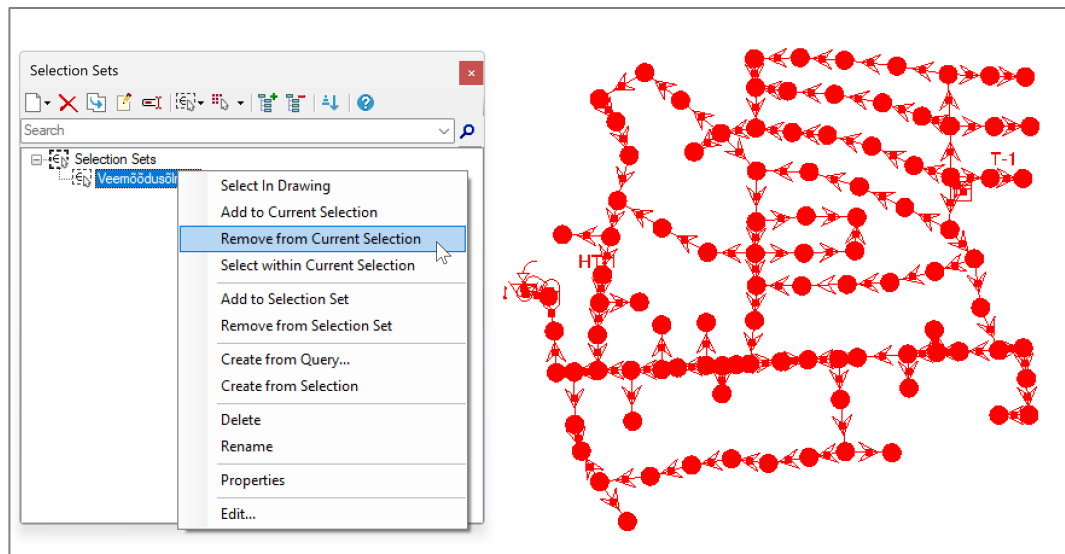 Selection Sets
Search
Selection Sets
Select In Drawing
Add to Current Selection
Remove from Current Selection
Select within Current Selection
Add to Selection Set
Remove from Selection Set
Create from Query...
Create from Selection
Delete
Rename
Properties
Edit...
T-1